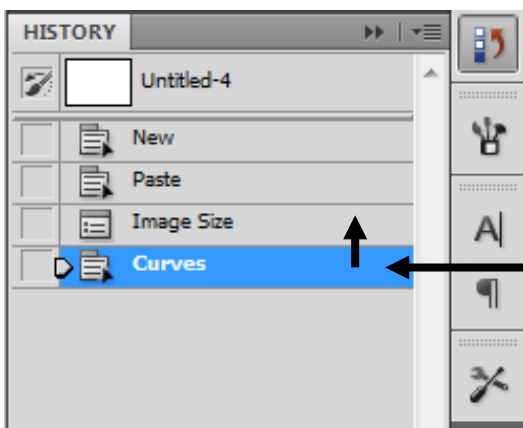 HISTORY
Untitled-4
New
Paste
Image Size
Curves
A
¶